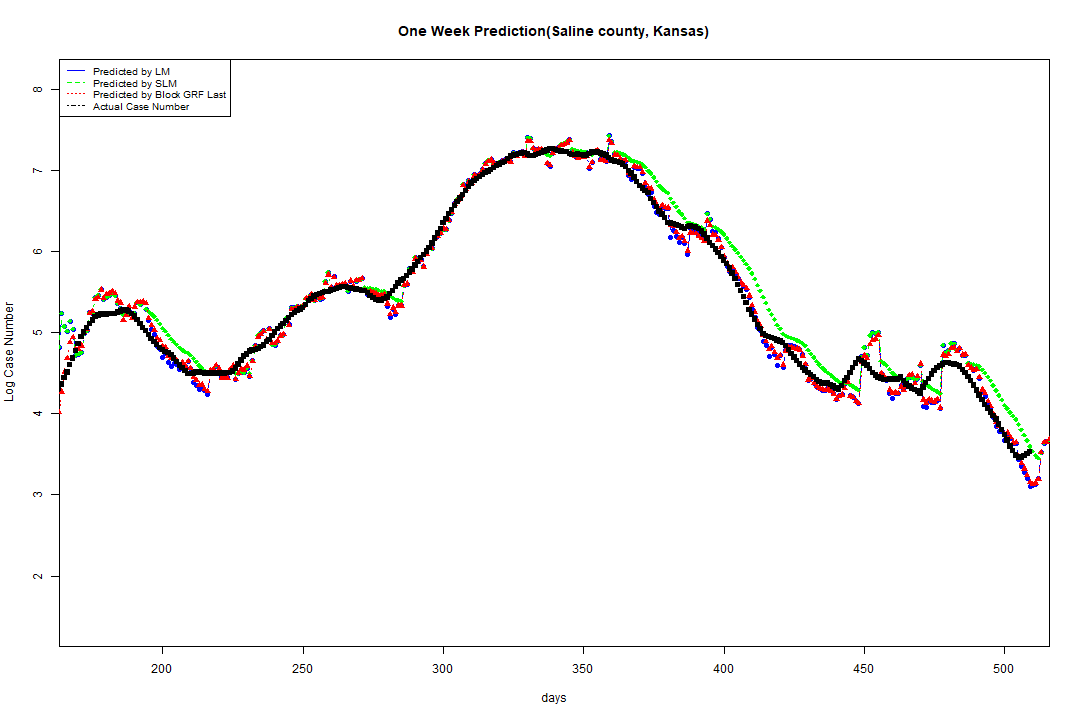 One Week Prediction(Saline county, Kansas)
Predicted by LM
Predicted by SLM
Predicted by Block GRF Last
Actual Case Number
Log Case Number
8
7
6
5
4
3
2
200 250 300 350 400 450 500
days